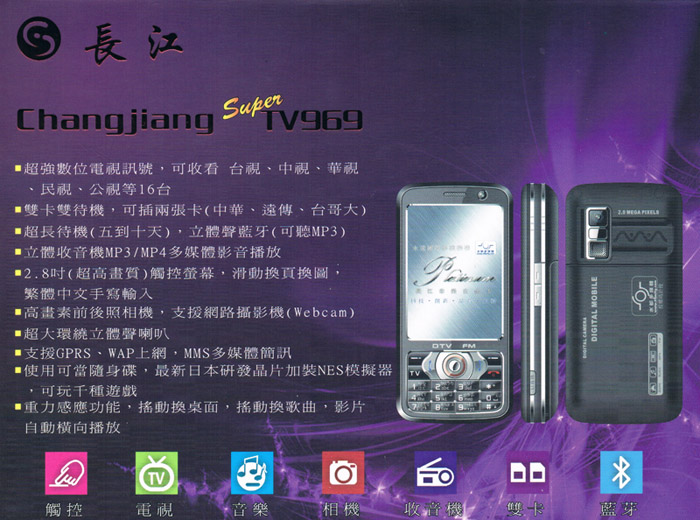 長江
Changjiang Super TV969
■超強數位電視訊號，可收看 台視、中視、華視
、民視、公視等16台
■雙卡雙待機，可插兩張卡(中華、遠傳、台哥大)
■超長待機(五到十天)，立體聲藍牙(可聽MP3)
■立體收音機MP3/MP4多媒體影音播放
■2.8吋(超高畫質)觸控螢幕，滑動換頁換圖，
繁體中文手寫輸入
■高畫素前後照相機，支援網路攝影機(Webcam)
■超大環繞立體聲喇叭
■支援GPRS、WAP上網，MMS多媒體簡訊
■使用可當隨身碟，最新日本研發晶片加裝NES模擬器
，可玩千種遊戲
■重力感應功能，搖動換桌面，搖動換歌曲，影片
自動橫向播放
Platinum
DTV FM
TV
2.0 MEGA PIXELS
DIGITAL CAMERA
DIGITAL MOBILE
TV
觸控 電視 音樂 相機 收音機 雙卡 藍芽